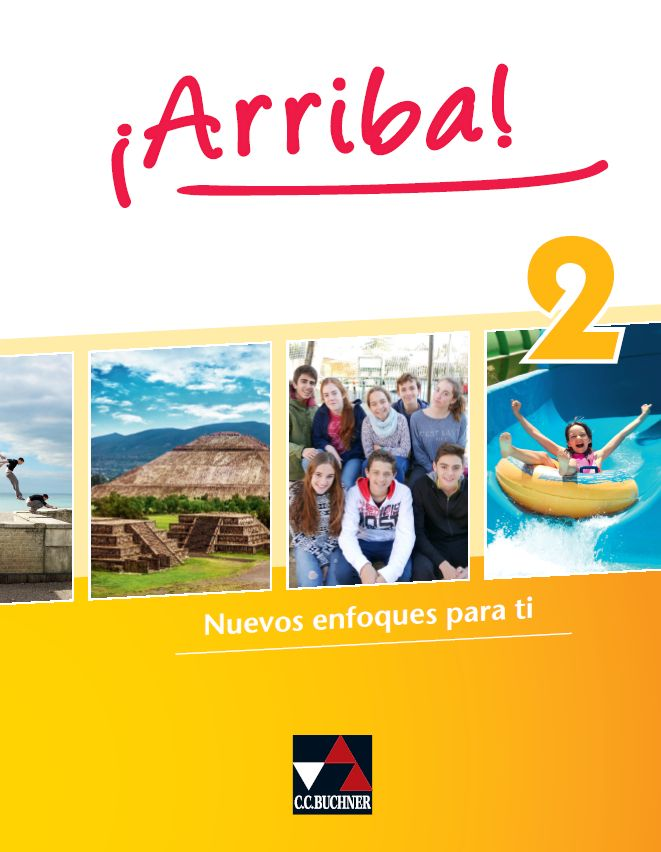 ¡Arriba!
2
Nuevos enfoques para ti
C.C.BUCHNER